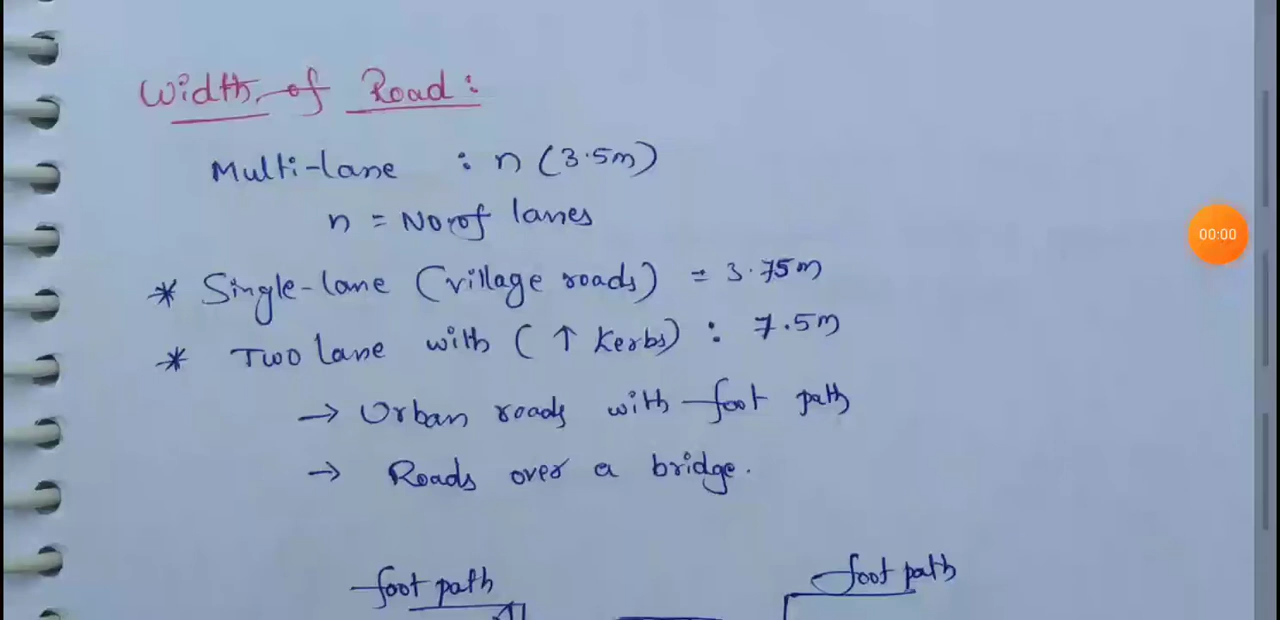 Width of Road :
Multi-lane : n (3.5m)
n = No of lanes
* Single-lane (village roads) = 3.75m
* Two lane with (↑ Kerbs) : 7.5m
→ Urban roads with foot path
→ Roads over a bridge.
foot path
foot path
00:00